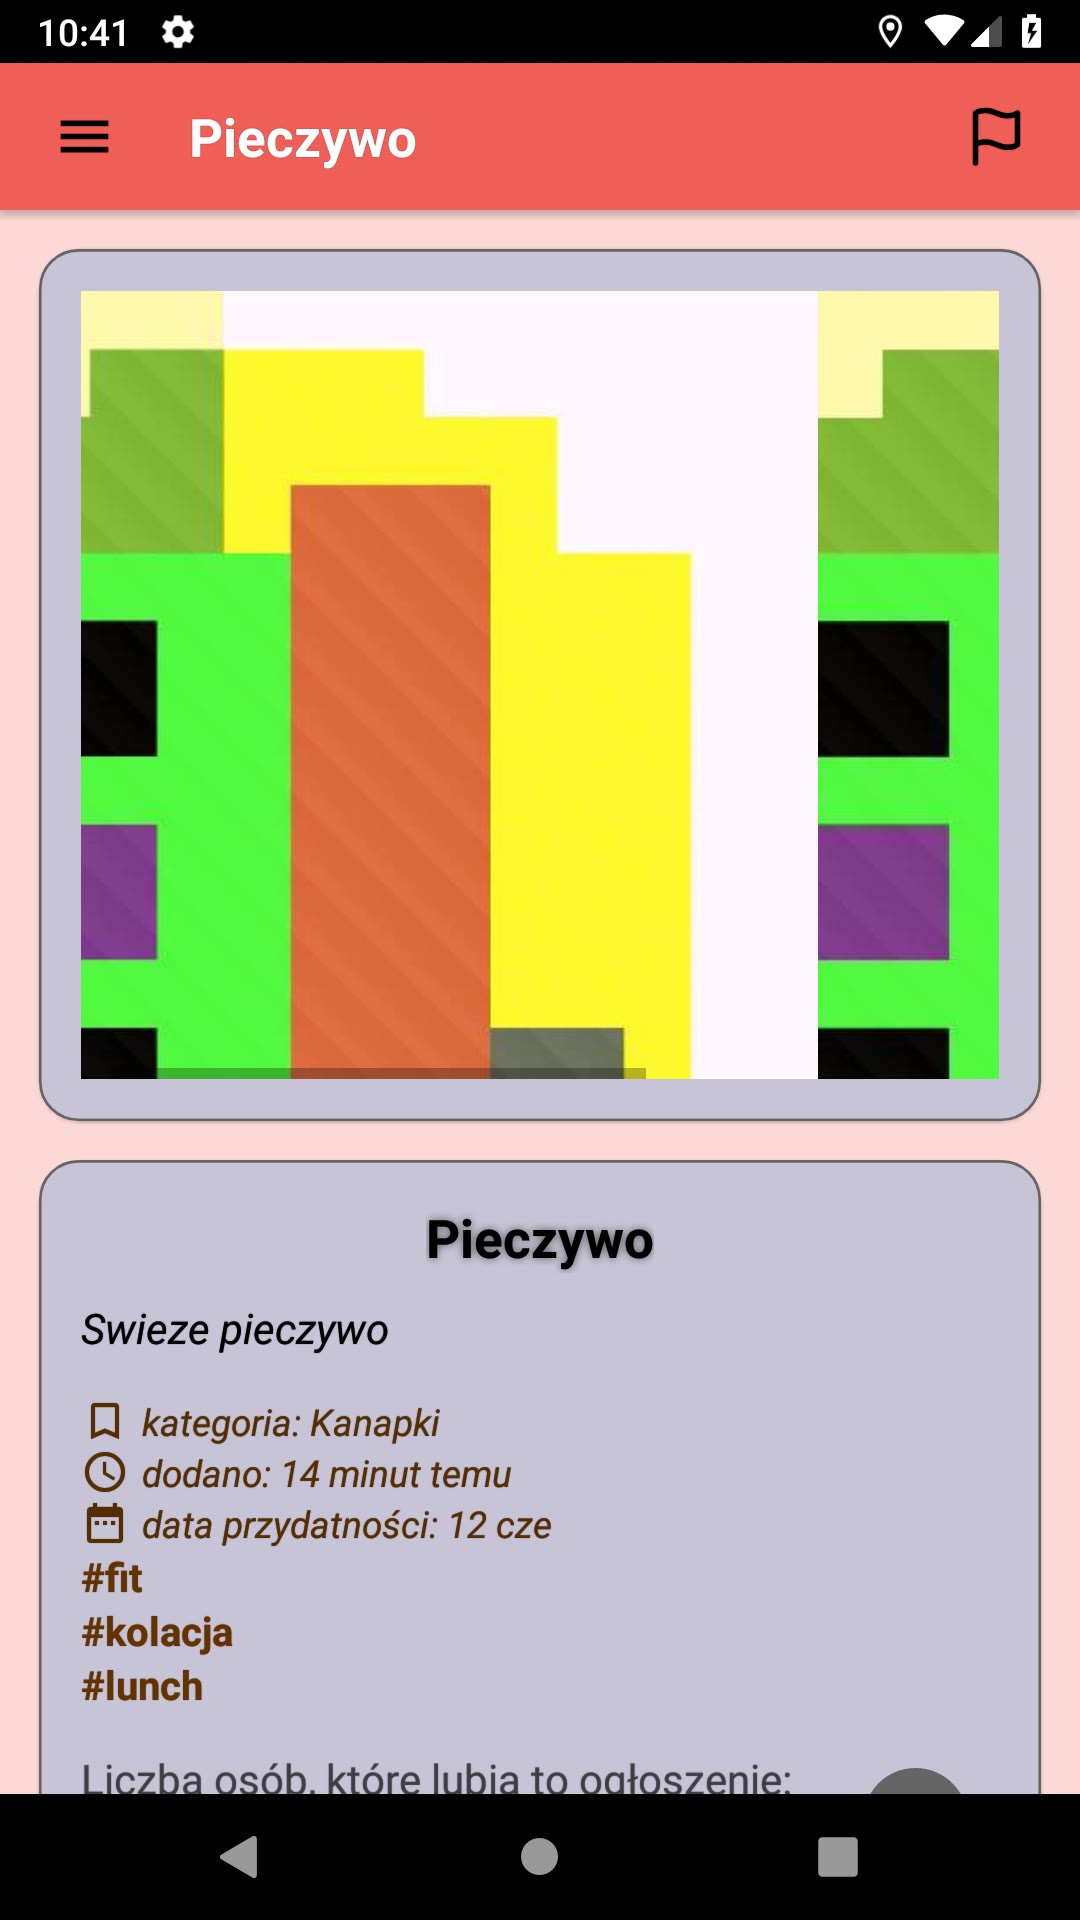 10:41
Pieczywo
Pieczywo
Swieze pieczywo
kategoria: Kanapki
dodano: 14 minut temu
data przydatności: 12 cze
#fit
#kolacja
#lunch
Liczba osób, które lubią to ogłoszenie: